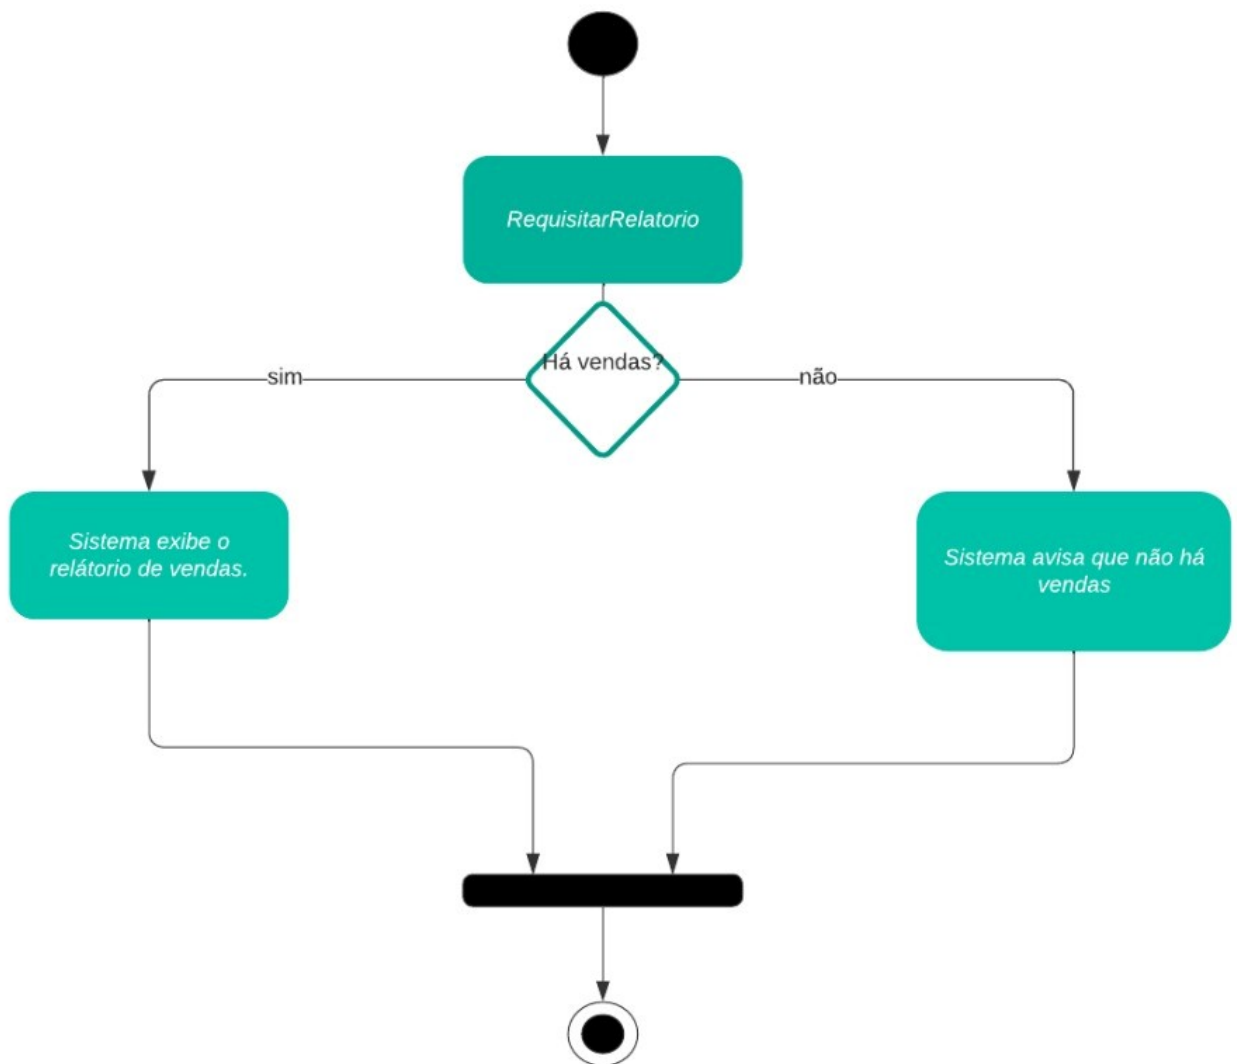 RequisitarRelatorio
Há vendas?
sim
não
Sistema exibe o
relátorio de vendas.
Sistema avisa que não há
vendas